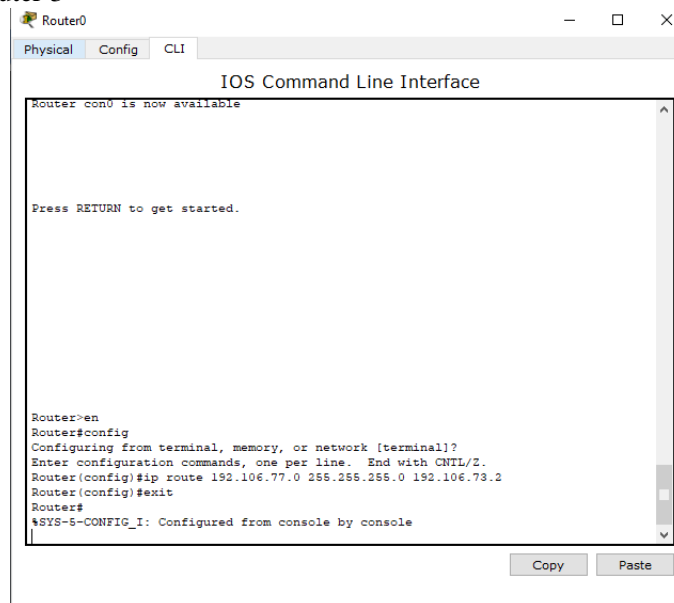 Router0
Physical Config CLI
IOS Command Line Interface
Router con0 is now available
Press RETURN to get started.
Router>en
Router#config
Configuring from terminal, memory, or network [terminal]?
Enter configuration commands, one per line.  End with CNTL/Z.
Router(config)#ip route 192.106.77.0 255.255.255.0 192.106.73.2
Router(config)#exit
Router#
%SYS-5-CONFIG_I: Configured from console by console
Copy Paste